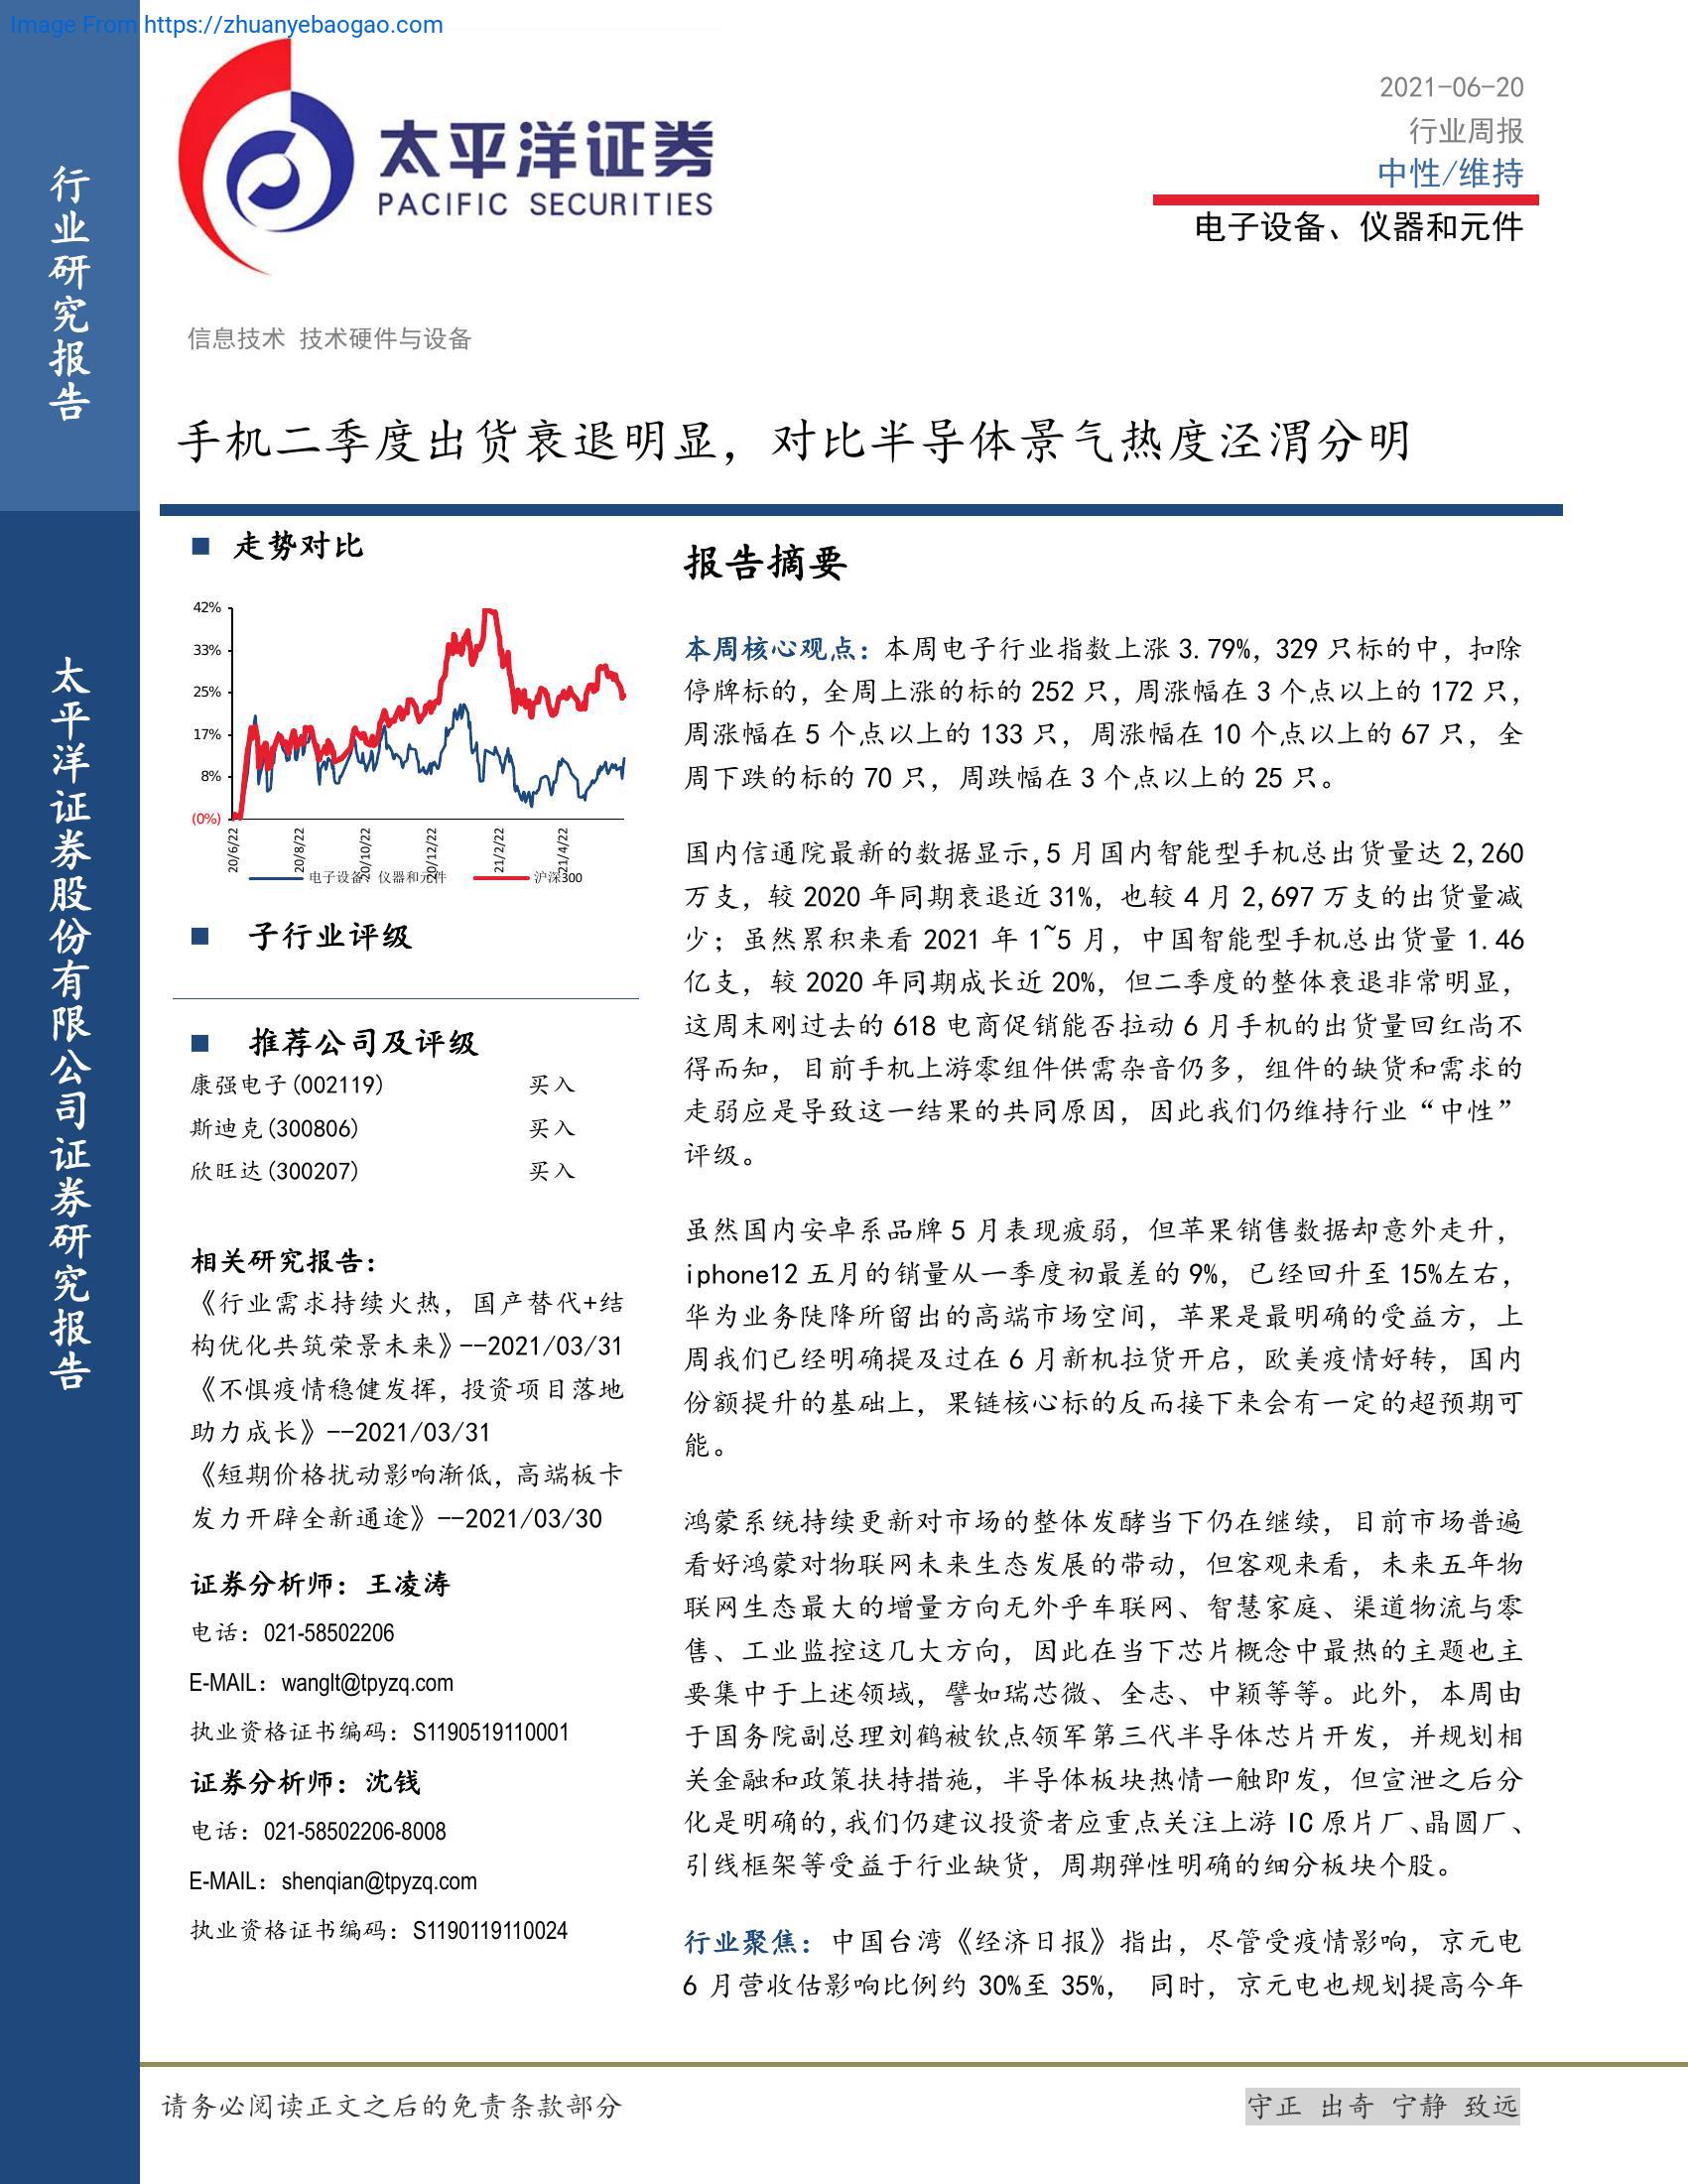 Image From https://zhuanyebaogao.com
行业研究报告
太平洋证券股份有限公司证券研究报告
太平洋证券
PACIFIC SECURITIES
2021-06-20
行业周报
中性/维持
电子设备、仪器和元件
信息技术 技术硬件与设备
手机二季度出货衰退明显，对比半导体景气热度泾渭分明
■ 走势对比
42%
33%
25%
17%
8%
(0%)
20/6/22
20/8/22
20/10/22
20/12/22
21/2/22
21/4/22
电子设备、仪器和元件
沪深300
■ 子行业评级
■ 推荐公司及评级
康强电子(002119) 买入
斯迪克(300806) 买入
欣旺达(300207) 买入
相关研究报告：
《行业需求持续火热，国产替代+结
构优化共筑荣景未来》--2021/03/31
《不惧疫情稳健发挥，投资项目落地
助力成长》--2021/03/31
《短期价格扰动影响渐低，高端板卡
发力开辟全新通途》--2021/03/30
证券分析师：王凌涛
电话：021-58502206
E-MAIL：wanglt@tpyzq.com
执业资格证书编码：S1190519110001
证券分析师：沈钱
电话：021-58502206-8008
E-MAIL：shenqian@tpyzq.com
执业资格证书编码：S1190119110024
报告摘要
本周核心观点：本周电子行业指数上涨 3.79%，329 只标的中，扣除
停牌标的，全周上涨的标的 252 只，周涨幅在 3 个点以上的 172 只，
周涨幅在 5 个点以上的 133 只，周涨幅在 10 个点以上的 67 只，全
周下跌的标的 70 只，周跌幅在 3 个点以上的 25 只。
国内信通院最新的数据显示，5 月国内智能型手机总出货量达 2,260
万支，较 2020 年同期衰退近 31%，也较 4 月 2,697 万支的出货量减
少；虽然累积来看 2021 年 1~5 月，中国智能型手机总出货量 1.46
亿支，较 2020 年同期成长近 20%，但二季度的整体衰退非常明显，
这周末刚过去的 618 电商促销能否拉动 6 月手机的出货量回红尚不
得而知，目前手机上游零组件供需杂音仍多，组件的缺货和需求的
走弱应是导致这一结果的共同原因，因此我们仍维持行业“中性”
评级。
虽然国内安卓系品牌 5 月表现疲弱，但苹果销售数据却意外走升，
iphone12 五月的销量从一季度初最差的 9%，已经回升至 15%左右，
华为业务陡降所留出的高端市场空间，苹果是最明确的受益方，上
周我们已经明确提及过在 6 月新机拉货开启，欧美疫情好转，国内
份额提升的基础上，果链核心标的反而接下来会有一定的超预期可
能。
鸿蒙系统持续更新对市场的整体发酵当下仍在继续，目前市场普遍
看好鸿蒙对物联网未来生态发展的带动，但客观来看，未来五年物
联网生态最大的增量方向无外乎车联网、智慧家庭、渠道物流与零
售、工业监控这几大方向，因此在当下芯片概念中最热的主题也主
要集中于上述领域，譬如瑞芯微、全志、中颖等等。此外，本周由
于国务院副总理刘鹤被钦点领军第三代半导体芯片开发，并规划相
关金融和政策扶持措施，半导体板块热情一触即发，但宣泄之后分
化是明确的，我们仍建议投资者应重点关注上游 IC 原片厂、晶圆厂、
引线框架等受益于行业缺货，周期弹性明确的细分板块个股。
行业聚焦：中国台湾《经济日报》指出，尽管受疫情影响，京元电
6 月营收估影响比例约 30%至 35%， 同时，京元电也规划提高今年
请务必阅读正文之后的免责条款部分
守正 出奇 宁静 致远